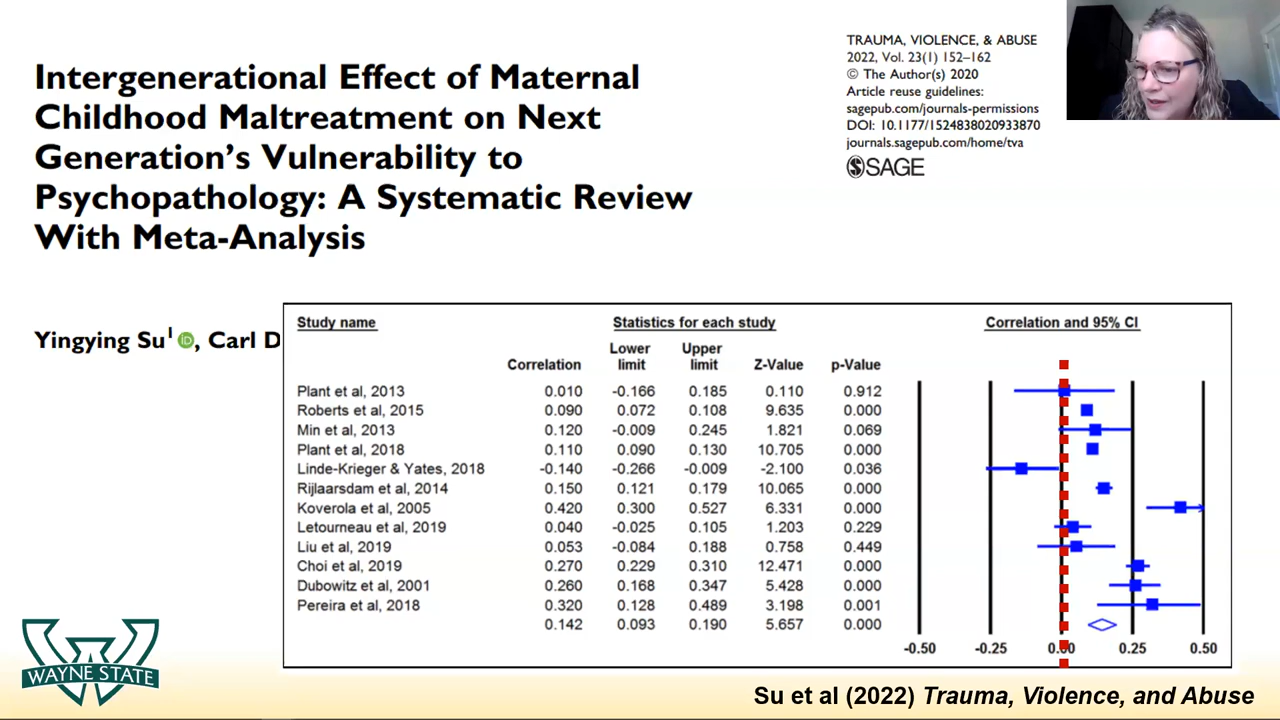 Intergenerational Effect of Maternal
Childhood Maltreatment on Next
Generation's Vulnerability to
Psychopathology: A Systematic Review
With Meta-Analysis
TRAUMA, VIOLENCE, & ABUSE
2022, Vol. 23(1) 152–162
© The Author(s) 2020
Article reuse guidelines:
sagepub.com/journals-permissions
DOI: 10.1177/1524838020933870
journals.sagepub.com/home/tva
SAGE
Yingying Su1 iD, Carl D
Study name Statistics for each study Correlation and 95% CI
Lower Upper
Correlation limit limit Z-Value p-Value
Plant et al, 2013 0.010 -0.166 0.185 0.110 0.912
Roberts et al, 2015 0.090 0.072 0.108 9.635 0.000
Min et al, 2013 0.120 -0.009 0.245 1.821 0.069
Plant et al, 2018 0.110 0.090 0.130 10.705 0.000
Linde-Krieger & Yates, 2018 -0.140 -0.266 -0.009 -2.100 0.036
Rijlaarsdam et al, 2014 0.150 0.121 0.179 10.065 0.000
Koverola et al, 2005 0.420 0.300 0.527 6.331 0.000
Letourneau et al, 2019 0.040 -0.025 0.105 1.203 0.229
Liu et al, 2019 0.053 -0.084 0.188 0.758 0.449
Choi et al, 2019 0.270 0.229 0.310 12.471 0.000
Dubowitz et al, 2001 0.260 0.168 0.347 5.428 0.000
Pereira et al, 2018 0.320 0.128 0.489 3.198 0.001
0.142 0.093 0.190 5.657 0.000
-0.50 -0.25 0.00 0.25 0.50
WAYNE STATE
Su et al (2022) Trauma, Violence, and Abuse